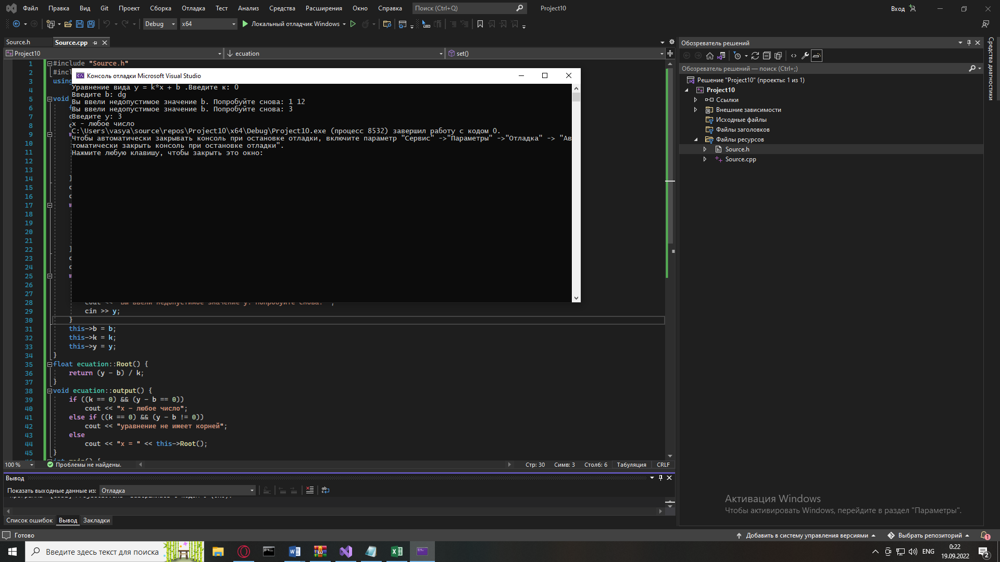 Файл Правка Вид Git Проект Сборка Отладка Тест Анализ Средства Расширения Окно Справка Поиск (Ctrl+Q) Project10 Вход
Debug x64 Локальный отладчик Windows
Source.h Source.cpp
Project10 ecuation set()
1 #include "Source.h"
2 #incl
3 using
4
5 void
6
7
8
9
10
11
12
13
14
15
16
17
18
19
20
21
22
23
24
25
26
27
28
29 cin >> y;
30 }
31 this->b = b;
32 this->k = k;
33 this->y = y;
34 }
35 float ecuation::Root() {
36 return (y - b) / k;
37 }
38 void ecuation::output() {
39 if ((k == 0) && (y - b == 0))
40 cout << "x - любое число";
41 else if ((k == 0) && (y - b != 0))
42 cout << "уравнение не имеет корней";
43 else
44 cout << "x = " << this->Root();
45 }
Консоль отладки Microsoft Visual Studio
Уравнение вида y = k*x + b .Введите к: 0
Введите b: dg
Вы ввели недопустимое значение b. Попробуйте снова: 1 12
Вы ввели недопустимое значение b. Попробуйте снова: 3
Введите y: 3
x - любое число
C:\Users\vasya\source\repos\Project10\x64\Debug\Project10.exe (процесс 8532) завершил работу с кодом 0.
Чтобы автоматически закрывать консоль при остановке отладки, включите параметр "Сервис" ->"Параметры" ->"Отладка" -> "Ав
томатически закрыть консоль при остановке отладки".
Нажмите любую клавишу, чтобы закрыть это окно:
100 % Проблемы не найдены. Стр: 30 Симв: 3 Столб: 6 Табуляция CRLF
Вывод
Показать выходные данные из: Отладка
Список ошибок Вывод Закладки
Обозреватель решений
Обозреватель решений — поиск (Ctrl+;)
Решение "Project10" (проекты: 1 из 1)
Project10
Ссылки
Внешние зависимости
Исходные файлы
Файлы заголовков
Файлы ресурсов
Source.h
Source.cpp
Средства диагностики
Активация Windows
Чтобы активировать Windows, перейдите в раздел "Параметры".
Готово Добавить в систему управления версиями Выбрать репозиторий 1
Введите здесь текст для поиска ENG 0:22
19.09.2022 2